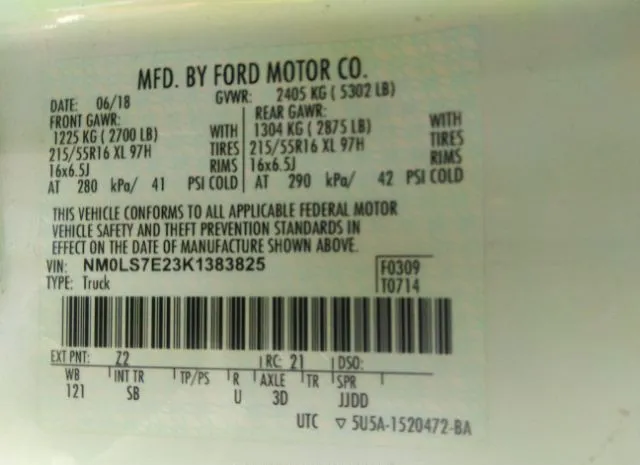 MFD. BY FORD MOTOR CO.
DATE: 06/18 GVWR: 2405 KG ( 5302 LB)
FRONT GAWR: REAR GAWR:
1225 KG ( 2700 LB) WITH 1304 KG ( 2875 LB) WITH
215/55R16 XL 97H TIRES 215/55R16 XL 97H TIRES
16x6.5J RIMS 16x6.5J RIMS
AT 280 kPa/ 41 PSI COLD AT 290 kPa/ 42 PSI COLD
THIS VEHICLE CONFORMS TO ALL APPLICABLE FEDERAL MOTOR
VEHICLE SAFETY AND THEFT PREVENTION STANDARDS IN
EFFECT ON THE DATE OF MANUFACTURE SHOWN ABOVE.
VIN: NM0LS7E23K1383825 F0309
TYPE: Truck T0714
EXT PNT: Z2 RC: 21 DSO:
WB INT TR TP/PS R AXLE TR SPR
121 SB U 3D JJDD
UTC ▽ 5U5A-1520472-BA